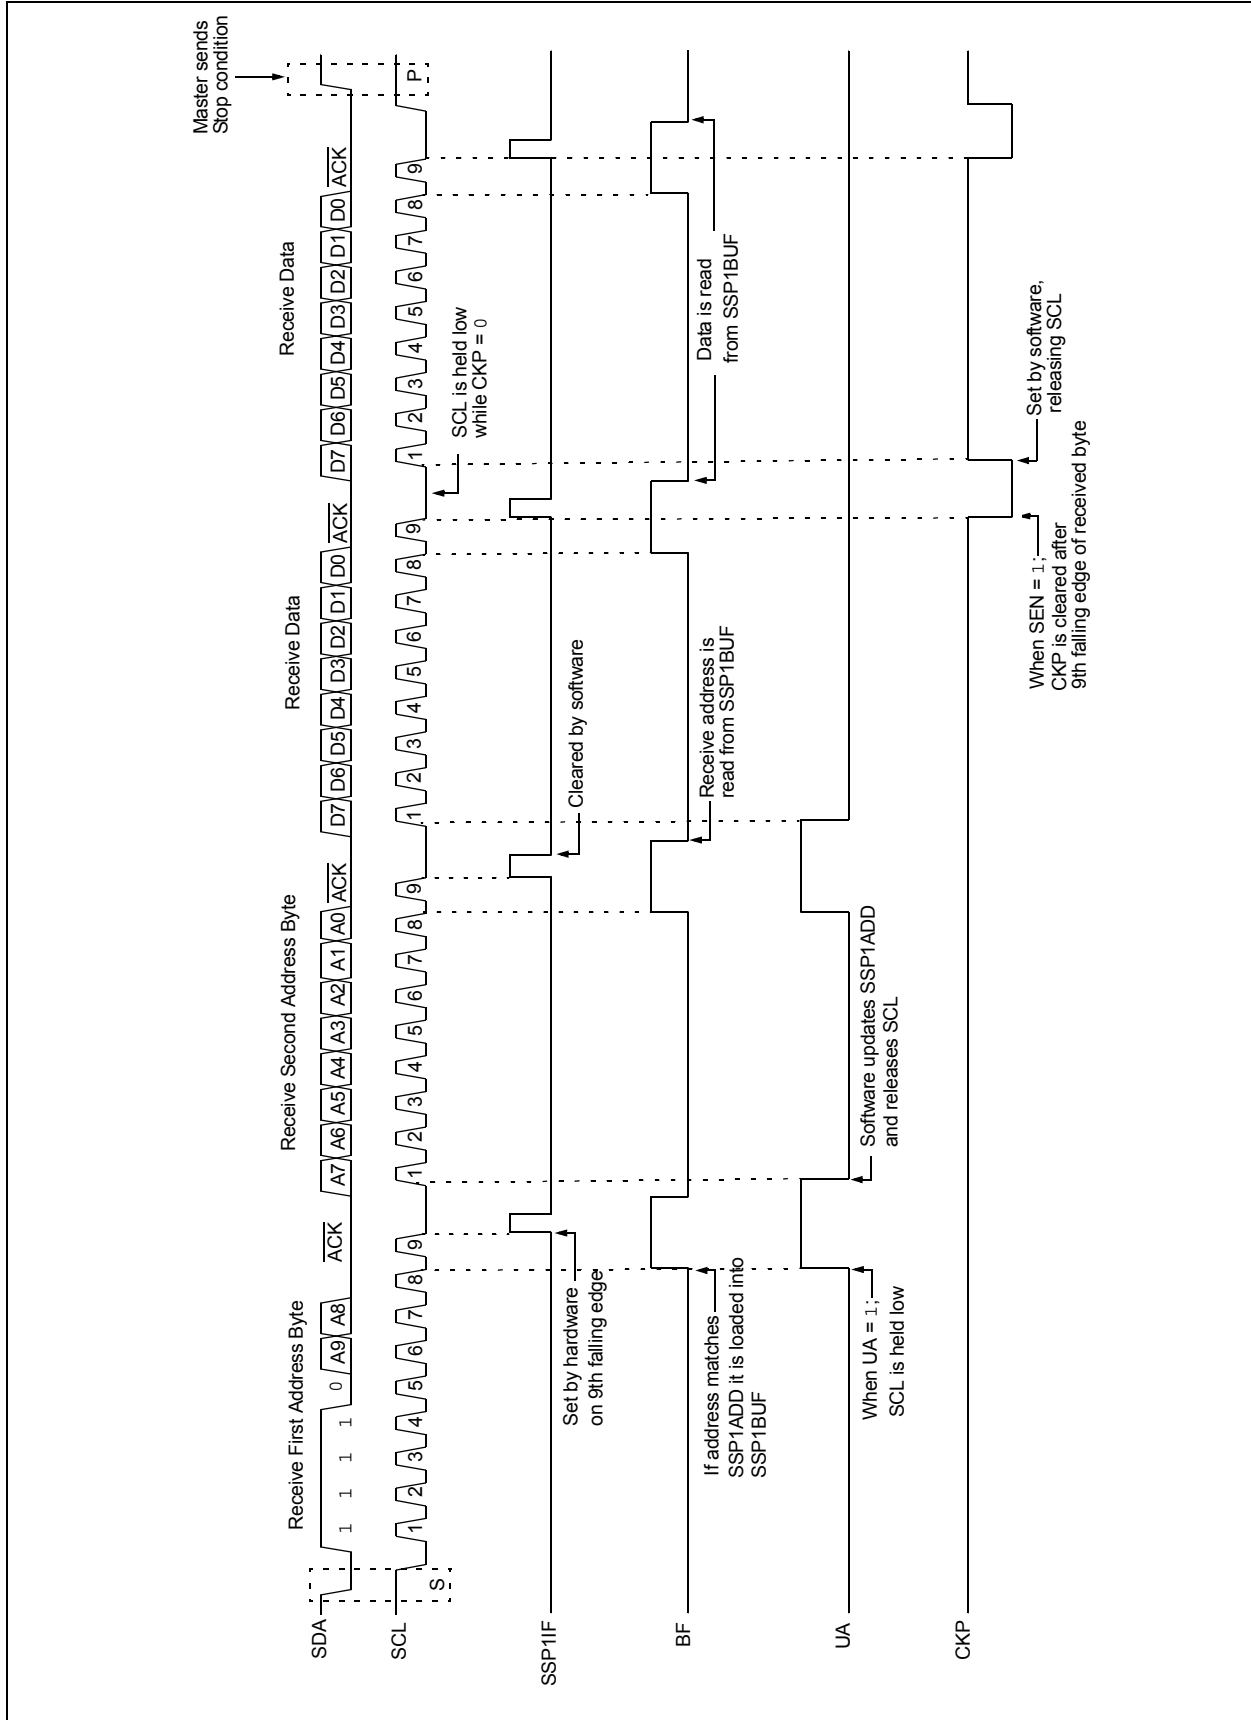 Master sends
Stop condition
Receive First Address Byte
Receive Second Address Byte
Receive Data
Receive Data
SDA
1 1 1 1 0 A9 A8 ACK A7 A6 A5 A4 A3 A2 A1 A0 ACK D7 D6 D5 D4 D3 D2 D1 D0 ACK D7 D6 D5 D4 D3 D2 D1 D0 ACK
SCL
S 1 2 3 4 5 6 7 8 9 1 2 3 4 5 6 7 8 9 1 2 3 4 5 6 7 8 9 1 2 3 4 5 6 7 8 9 P
SCL is held low
while CKP = 0
SSP1IF
Set by hardware
on 9th falling edge
Cleared by software
BF
If address matches
SSP1ADD it is loaded into
SSP1BUF
Receive address is
read from SSP1BUF
Data is read
from SSP1BUF
UA
When UA = 1;
SCL is held low
Software updates SSP1ADD
and releases SCL
CKP
When SEN = 1;
CKP is cleared after
9th falling edge of received byte
Set by software,
releasing SCL